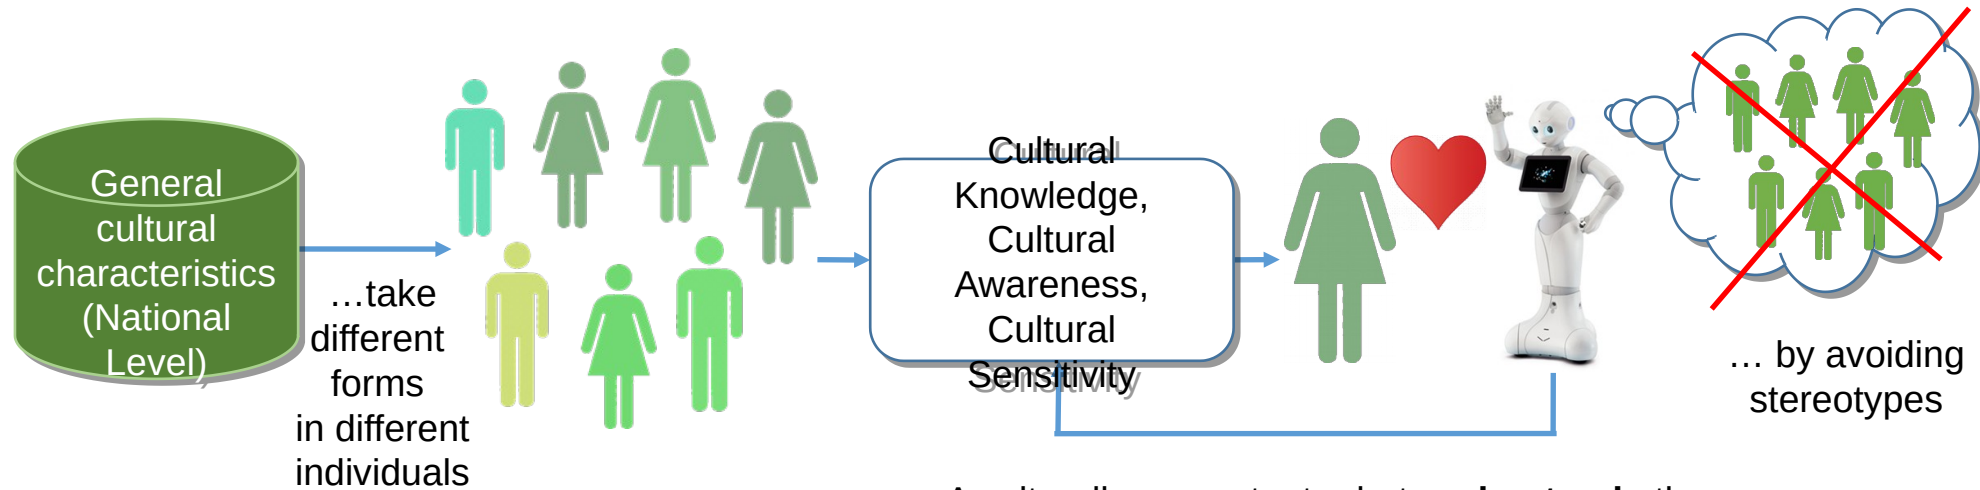 General
cultural
characteristics
(National
Level)
…take
different
forms
in different
individuals
Cultural
Knowledge,
Cultural
Awareness,
Cultural
Sensitivity
… by avoiding
stereotypes